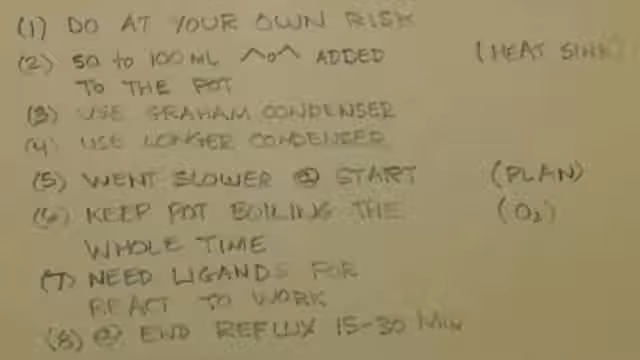 (1) DO AT YOUR OWN RISK
(2) 50 to 100 ML ^o^ ADDED (HEAT SINK)
TO THE POT
(3) USE GRAHAM CONDENSER
(4) USE LONGER CONDENSER
(5) WENT SLOWER @ START (PLAN)
(6) KEEP POT BOILING THE (O₂)
WHOLE TIME
(7) NEED LIGANDS FOR
REACT TO WORK
(8) @ END REFLUX 15-30 MIN